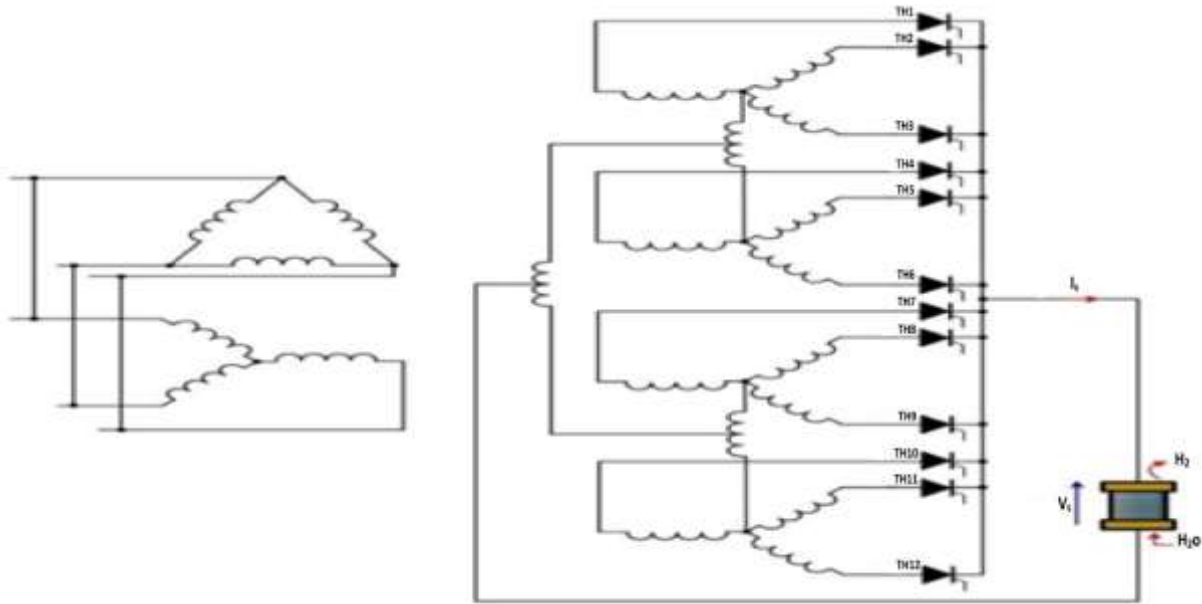 TH1
TH2
TH3
TH4
TH5
TH6
TH7
TH8
TH9
TH10
TH11
TH12
Is
H2
Vs
H2o